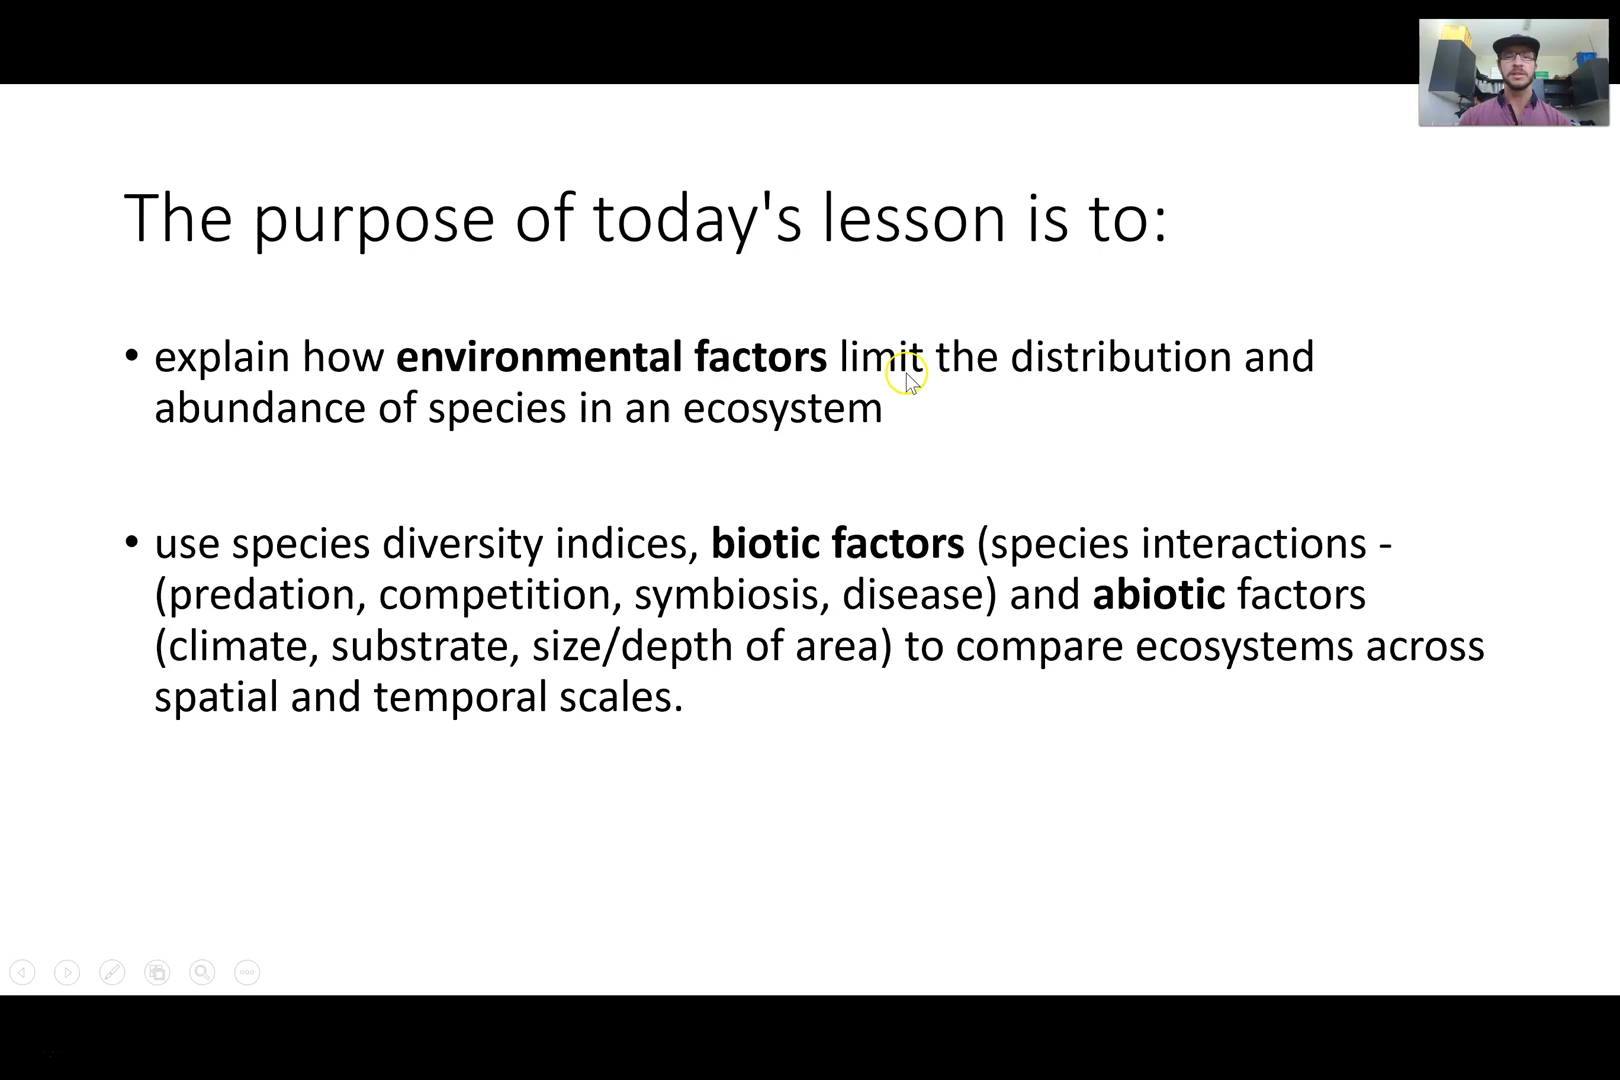 The purpose of today's lesson is to:
• explain how environmental factors limit the distribution and
abundance of species in an ecosystem
• use species diversity indices, biotic factors (species interactions -
(predation, competition, symbiosis, disease) and abiotic factors
(climate, substrate, size/depth of area) to compare ecosystems across
spatial and temporal scales.